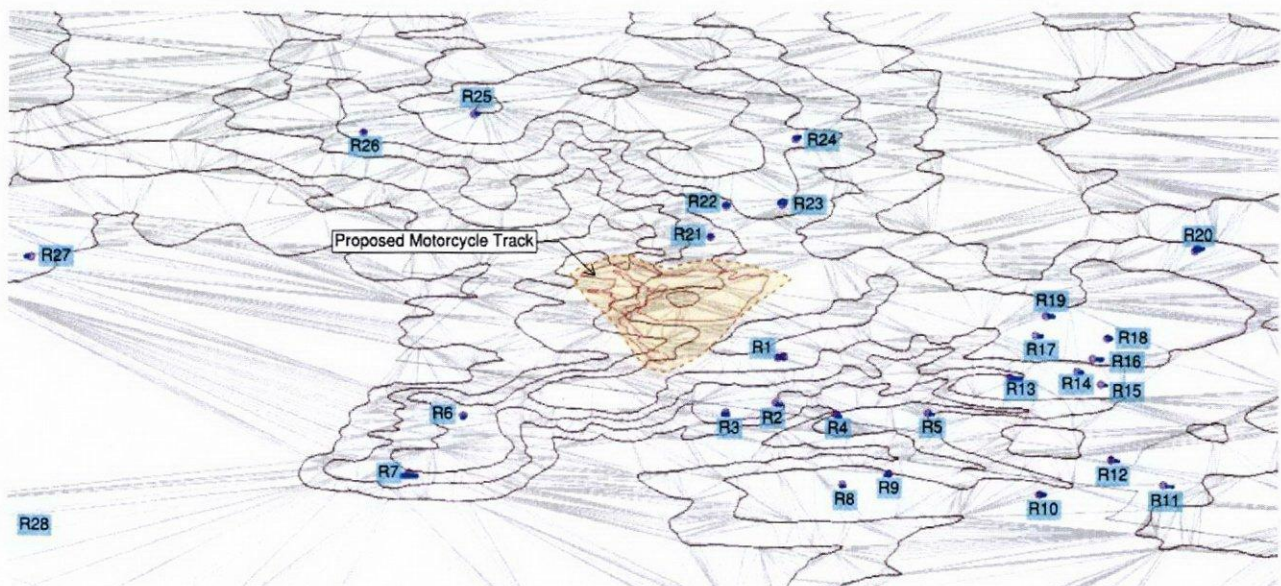 R25
R26
R24
R22
R23
R21
Proposed Motorcycle Track
R20
R27
R19
R17
R18
R1
R16
R14
R13
R15
R6
R3
R2
R4
R5
R7
R12
R9
R8
R10
R11
R28